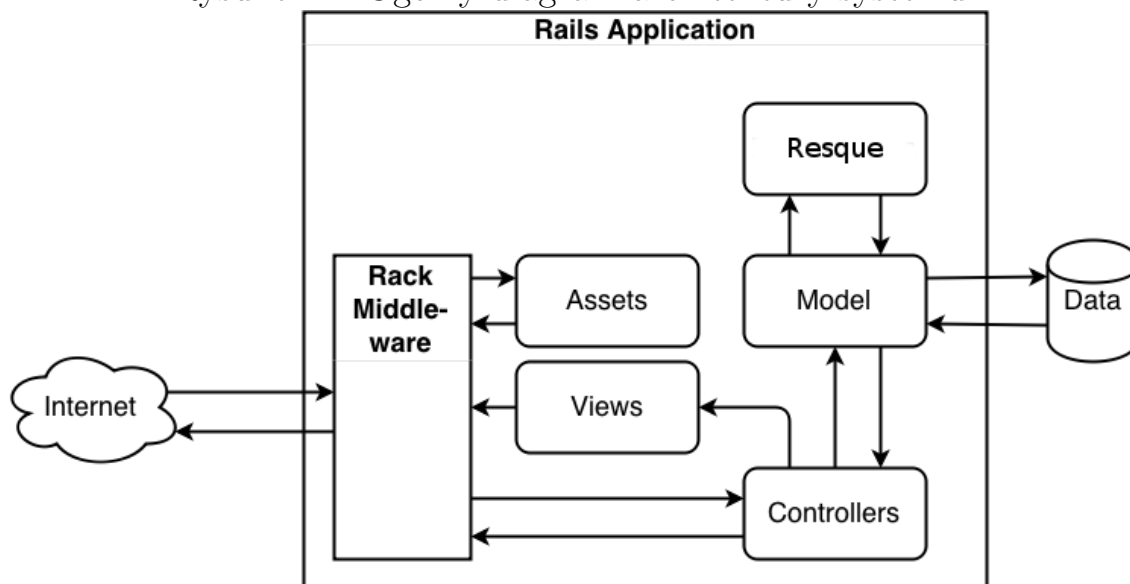 Rails Application
Resque
Rack
Middle-
ware
Assets
Model
Data
Internet
Views
Controllers